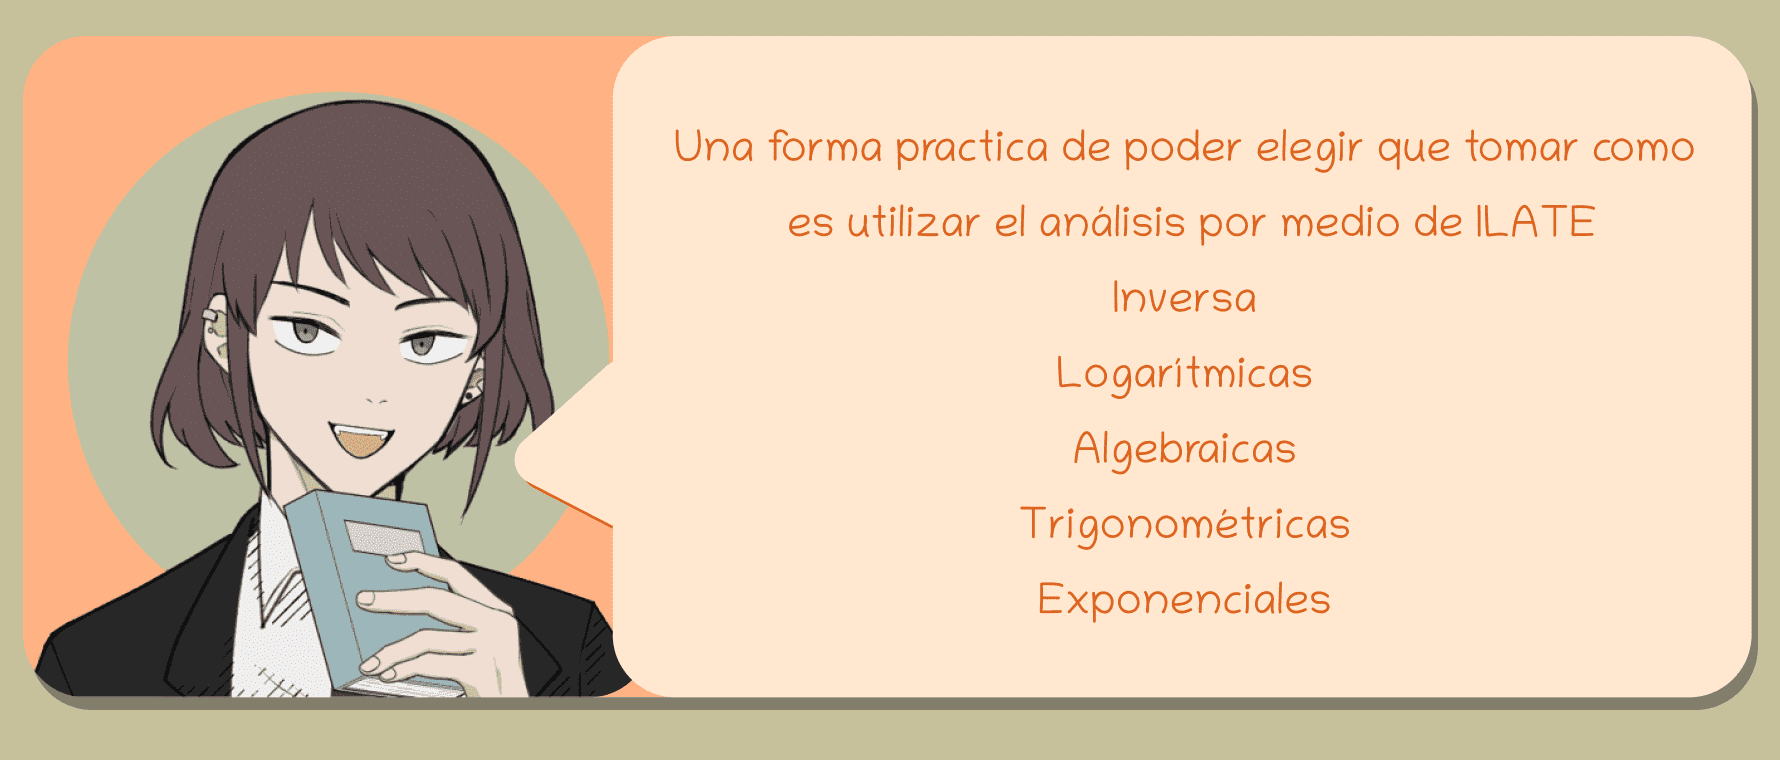 Una forma practica de poder elegir que tomar como
es utilizar el análisis por medio de ILATE
Inversa
Logarítmicas
Algebraicas
Trigonométricas
Exponenciales